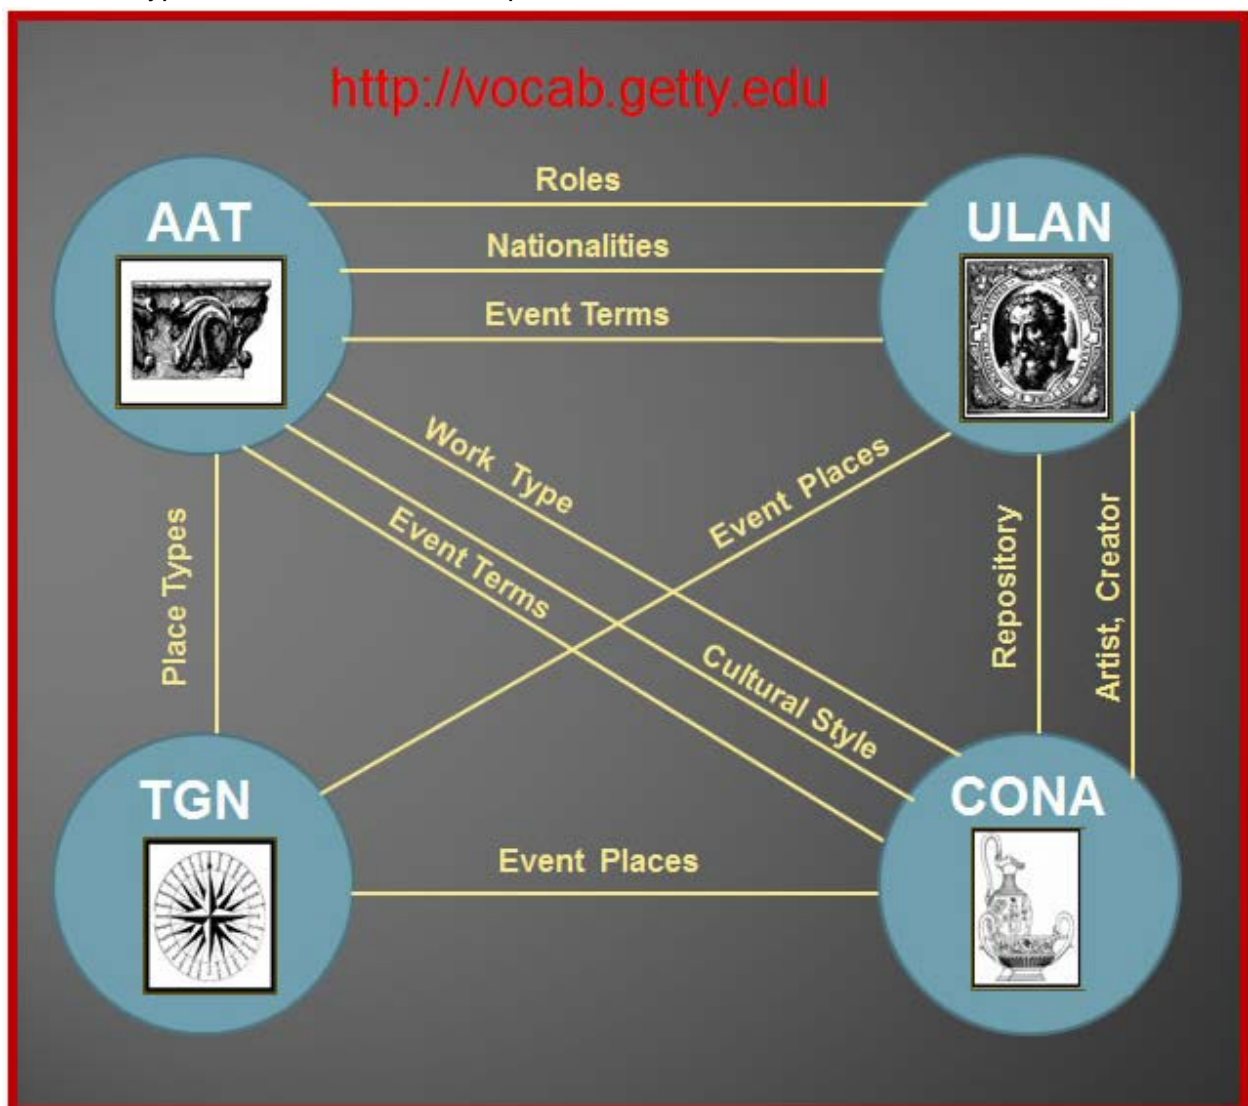 http://vocab.getty.edu
AAT
Roles
ULAN
Nationalities
Event Terms
Work Type
Event Places
Event Terms
Place Types
Repository
Artist, Creator
Cultural Style
TGN
CONA
Event Places